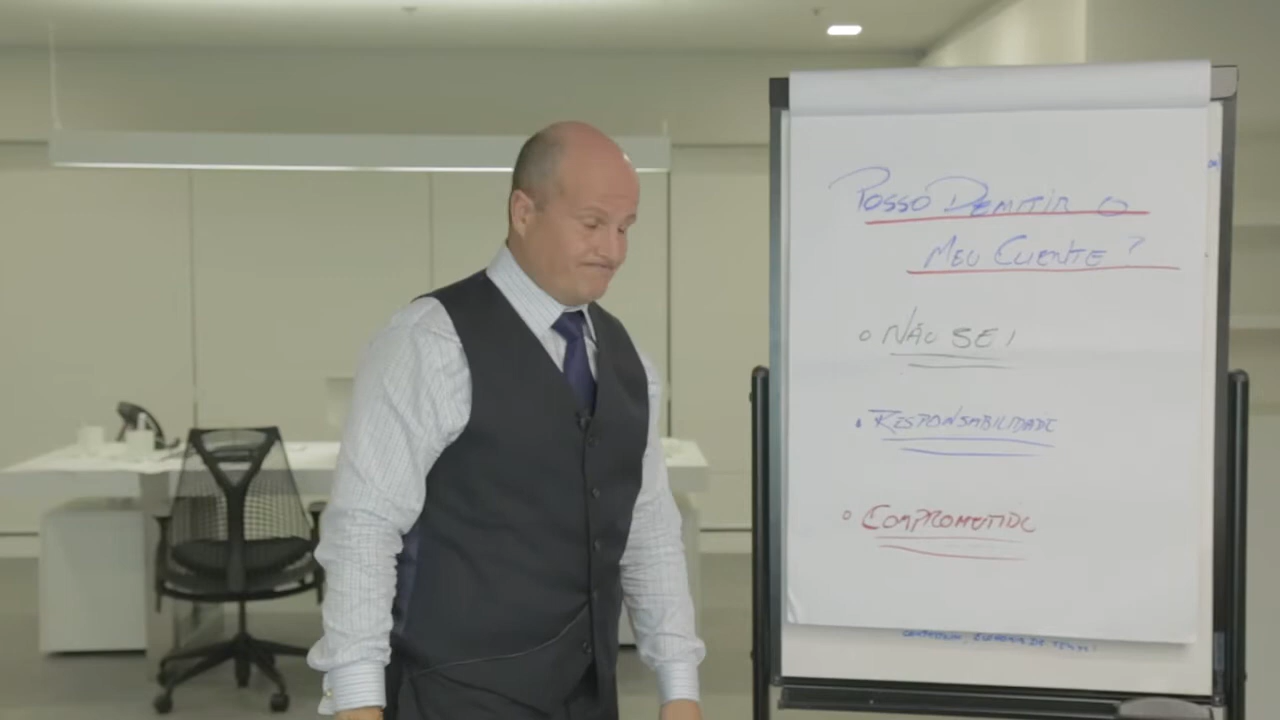 POSSO DEMITIR O
MEU CLIENTE?
NÃO SEI
RESPONSABILIDADE
COMPROMETIDO